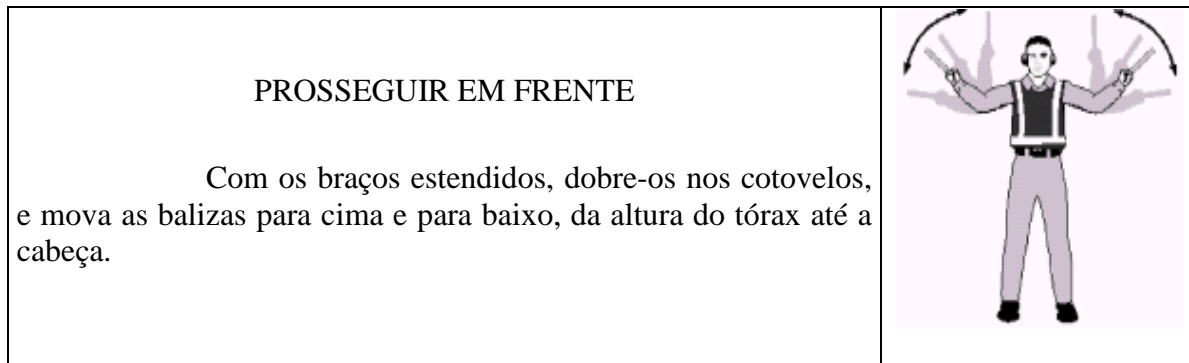 PROSSEGUIR EM FRENTE
Com os braços estendidos, dobre-os nos cotovelos,
e mova as balizas para cima e para baixo, da altura do tórax até a
cabeça.